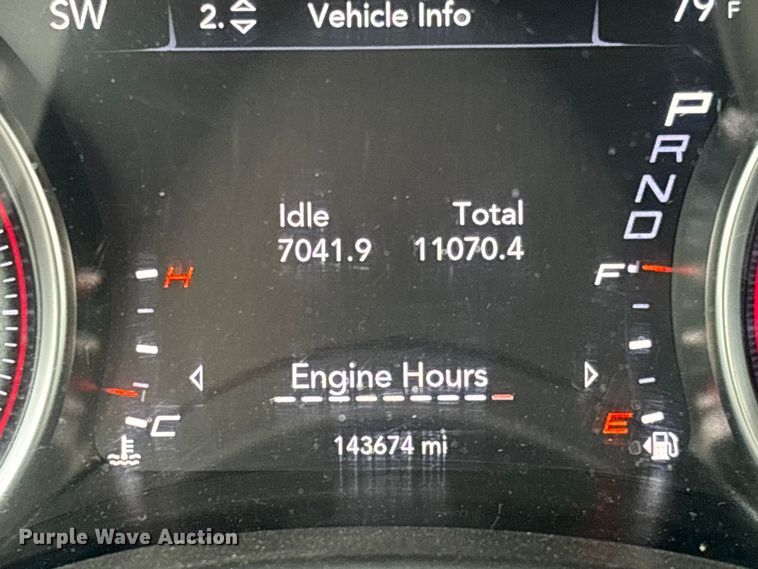 SW 2. Vehicle Info 79 F
P
R
N
D
Idle Total
7041.9 11070.4
H F
Engine Hours
C E
143674 mi
Purple Wave Auction